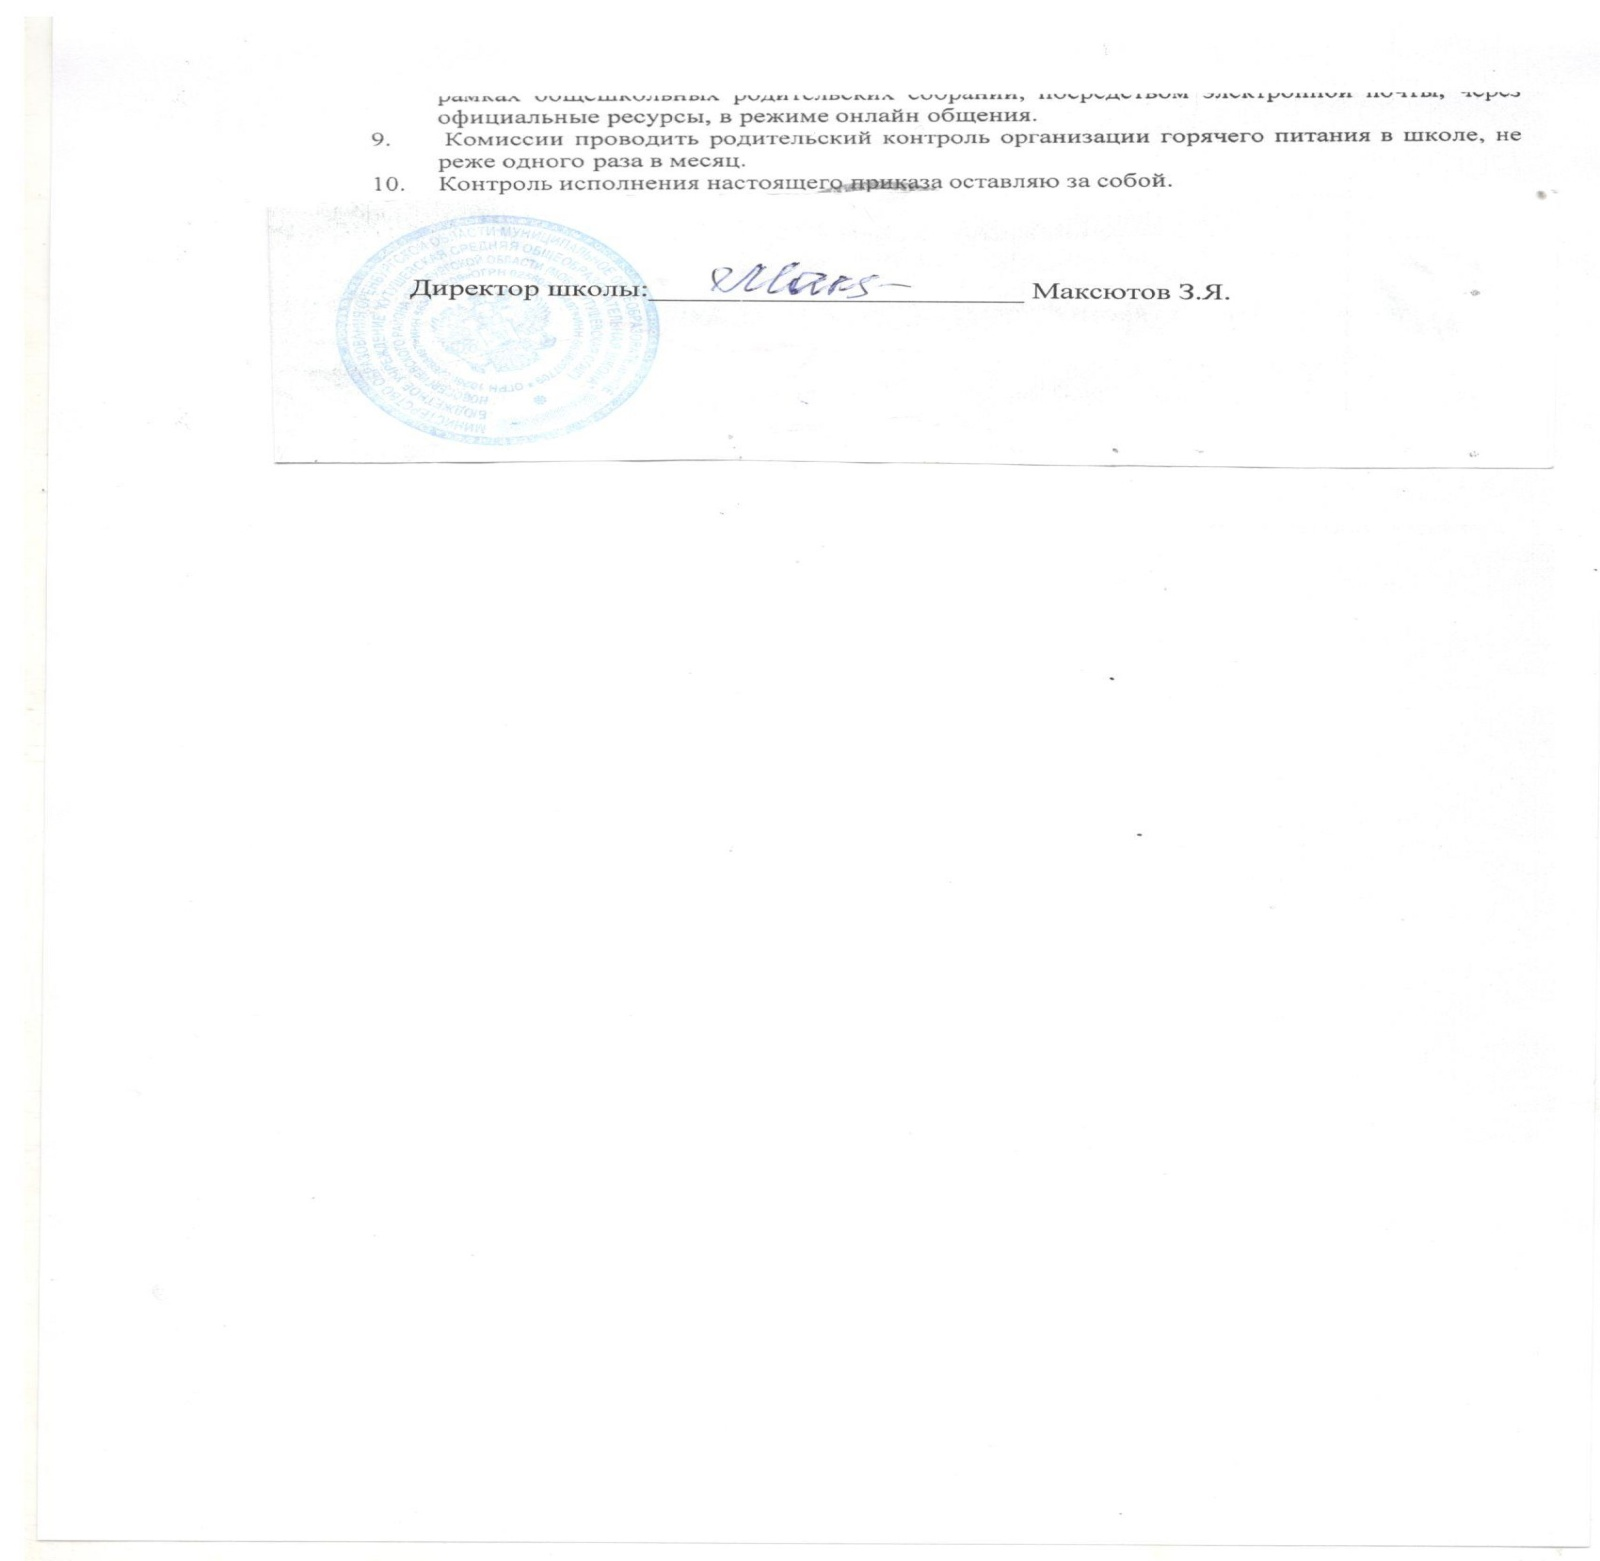 рамках общешкольных родительских собраний, посредством электронной почты, через
официальные ресурсы, в режиме онлайн общения.
9. Комиссии проводить родительский контроль организации горячего питания в школе, не
реже одного раза в месяц.
10. Контроль исполнения настоящего приказа оставляю за собой.
Директор школы: Максютов З.Я.